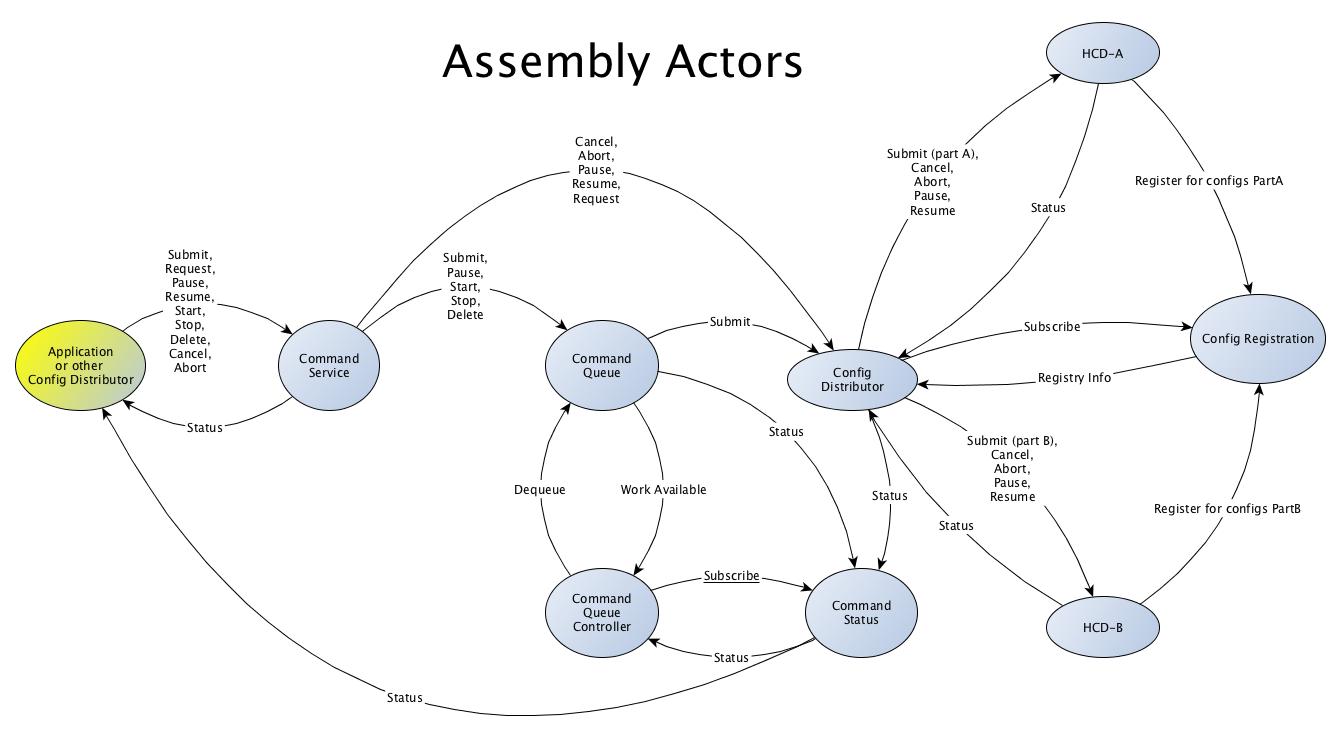 Assembly Actors
HCD-A
Cancel,
Abort,
Pause,
Resume,
Request
Submit (part A),
Cancel,
Abort,
Pause,
Resume
Register for configs PartA
Status
Submit,
Request,
Pause,
Resume,
Start,
Stop,
Delete,
Cancel,
Abort
Submit,
Pause,
Start,
Stop,
Delete
Submit
Subscribe
Config Registration
Application
or other
Config Distributor
Command
Service
Command
Queue
Config
Distributor
Registry Info
Status
Status
Submit (part B),
Cancel,
Abort,
Pause,
Resume
Dequeue
Work Available
Status
Status
Register for configs PartB
Subscribe
Command
Queue
Controller
Command
Status
HCD-B
Status
Status